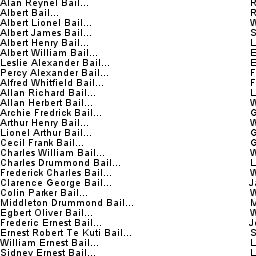 Alan Reynel Bail... R
Albert Bail... R
Albert Lionel Bail... W
Albert James Bail... S
Albert Henry Bail... L
Albert William Bail... E
Leslie Alexander Bail... E
Percy Alexander Bail... F
Alfred Whitfield Bail... F
Allan Richard Bail... L
Allan Herbert Bail... W
Archie Fredrick Bail... G
Arthur Henry Bail... W
Lionel Arthur Bail... G
Cecil Frank Bail... G
Charles William Bail... W
Charles Drummond Bail... L
Frederick Charles Bail... W
Clarence George Bail... Ja
Colin Parker Bail... W
Middleton Drummond Bail... M
Egbert Oliver Bail... W
Frederic Ernest Bail... Je
Ernest Robert Te Kuti Bail... S
William Ernest Bail... L
Sidney Ernest Bail... L